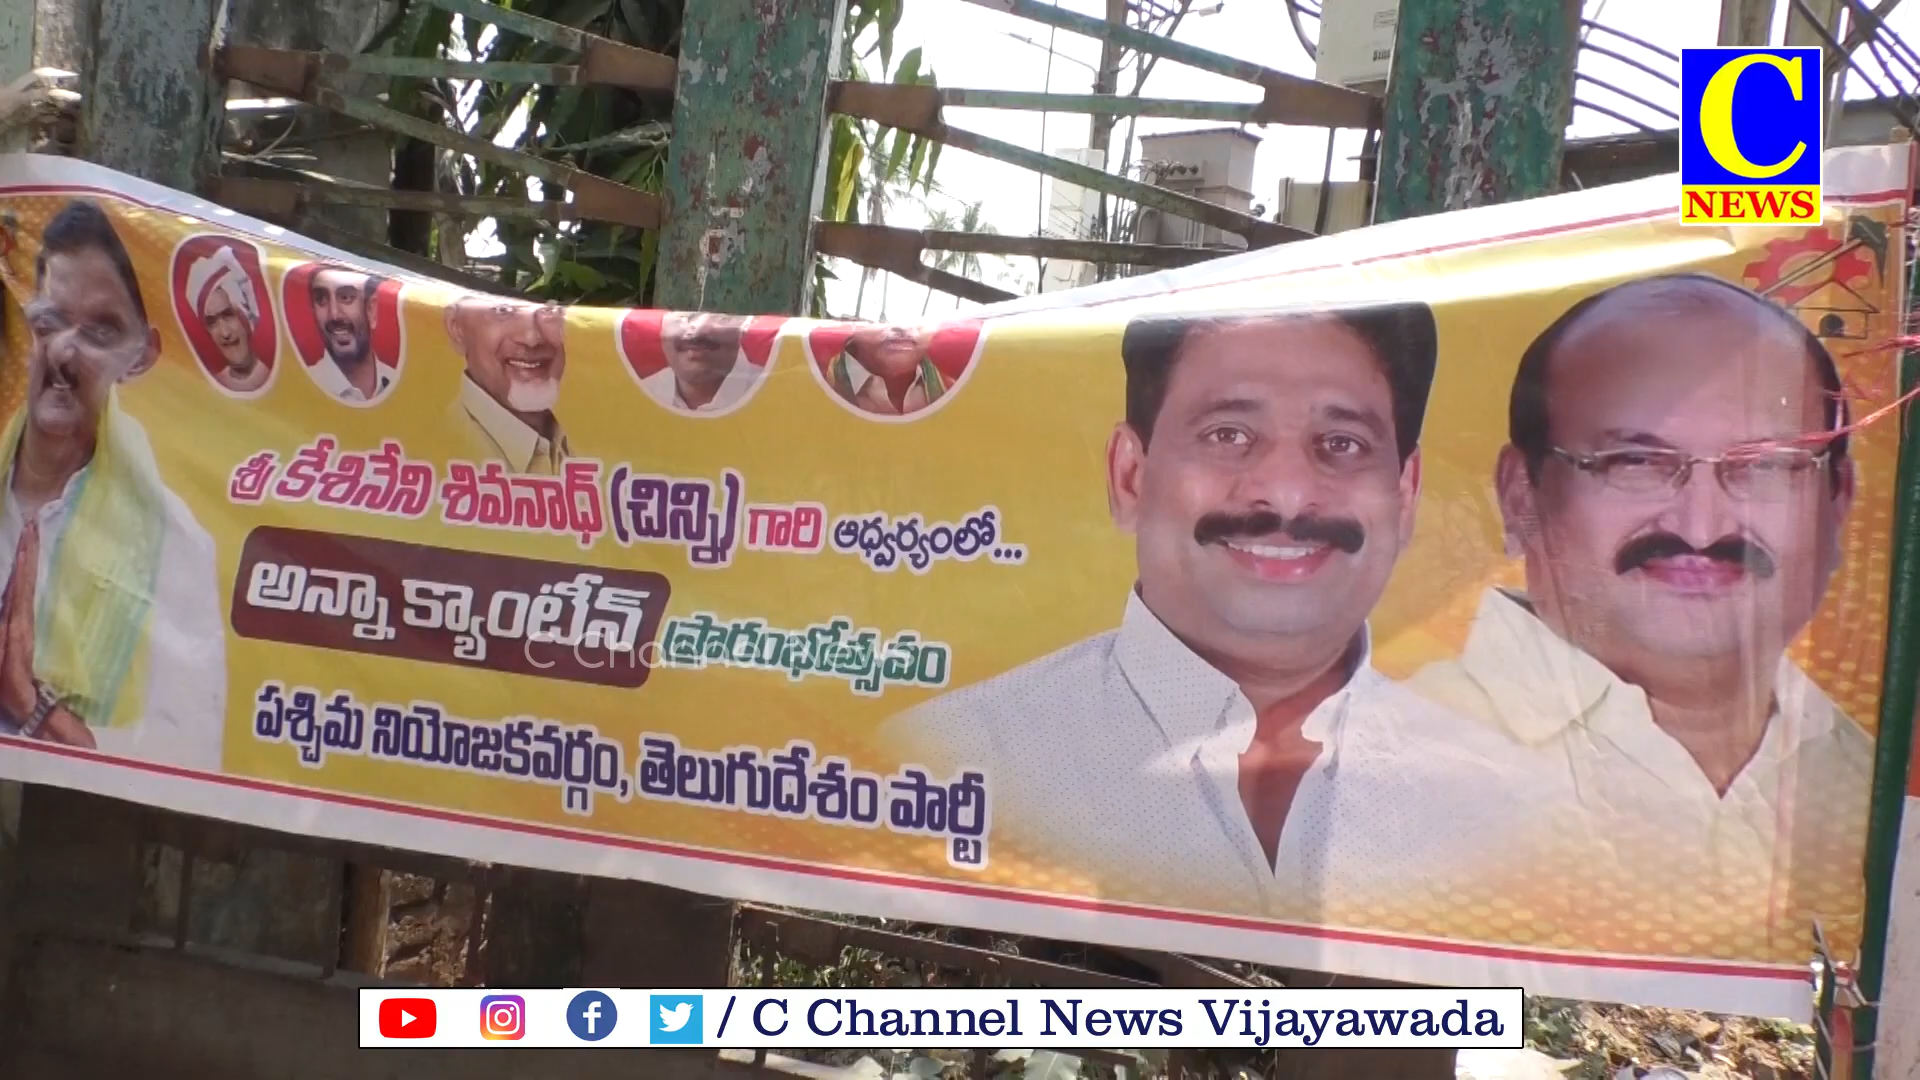 C
NEWS
శ్రీ కేశినేని శివనాథ్ (చిన్ని) గారి ఆధ్వర్యంలో...
అన్నా క్యాంటీన్ ప్రారంభోత్సవం
పశ్చిమ నియోజకవర్గం, తెలుగుదేశం పార్టీ
/ C Channel News Vijayawada